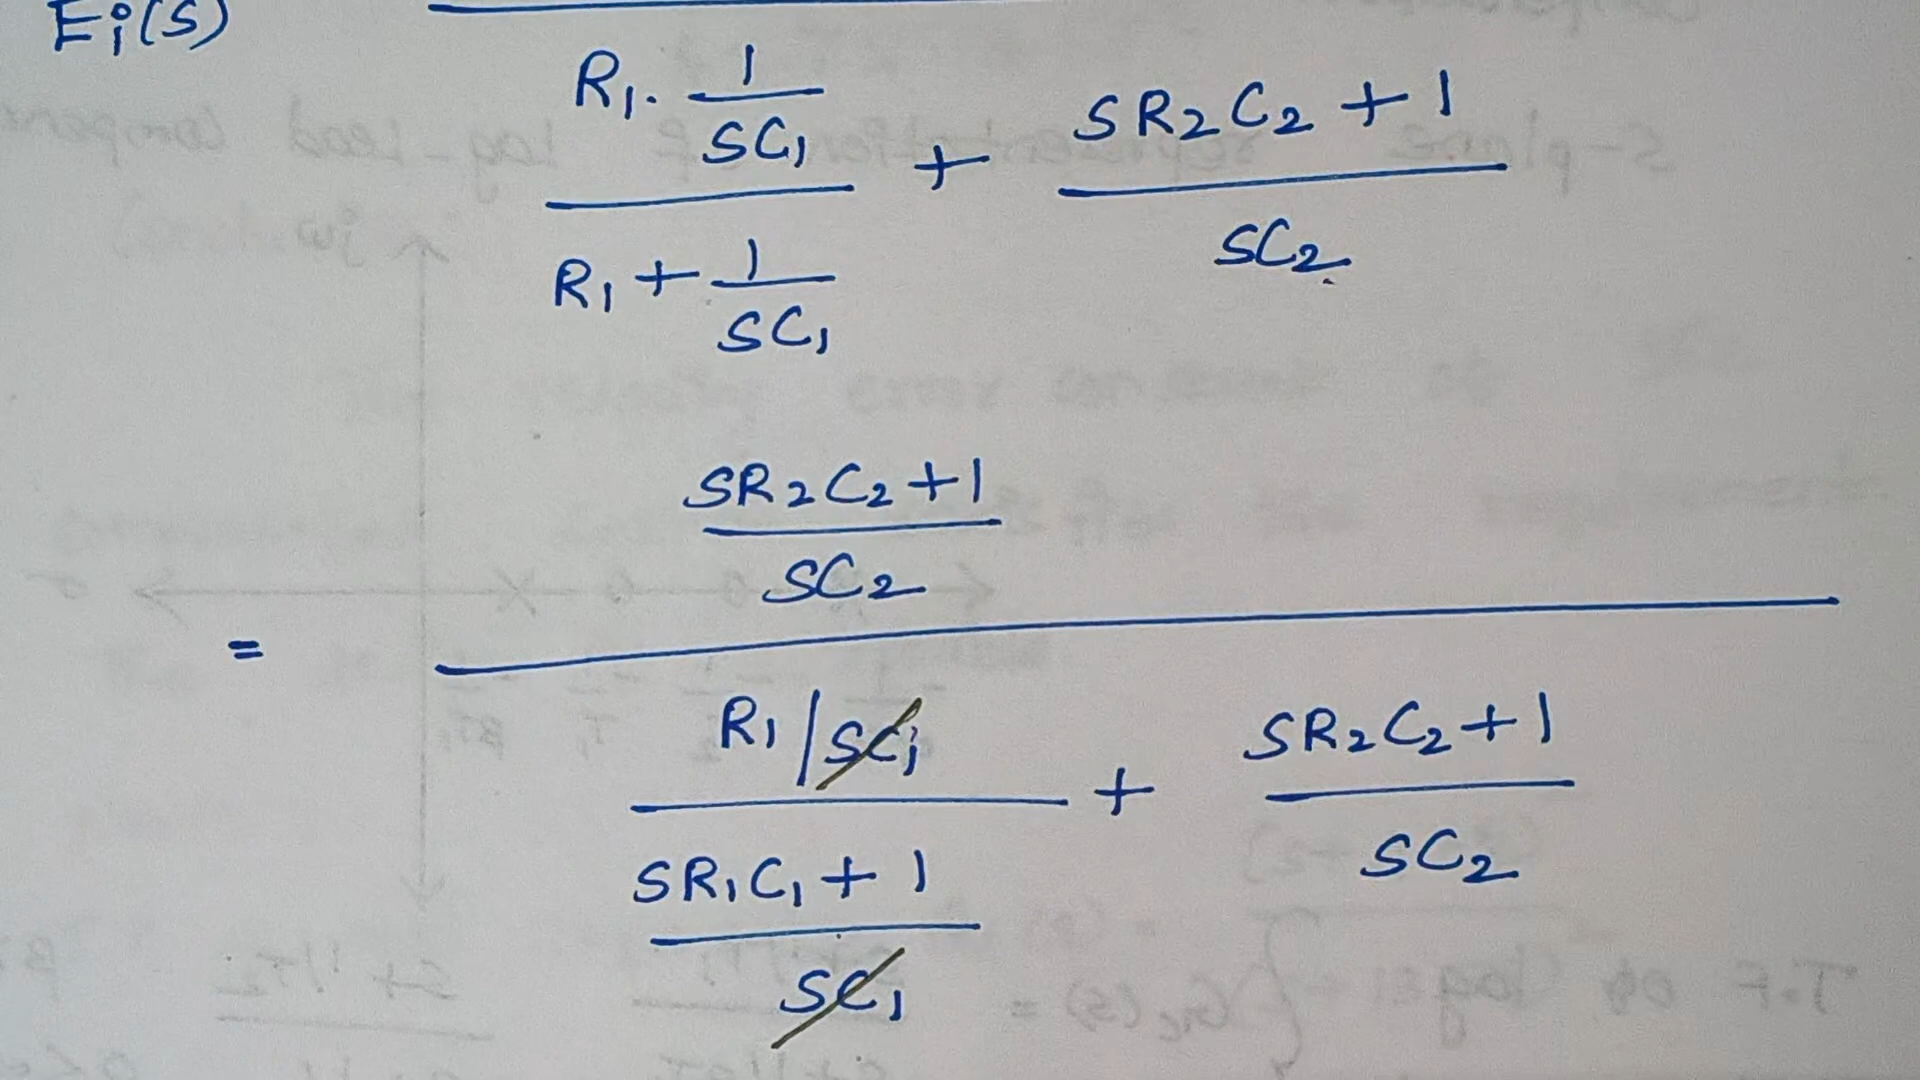 Ei(s)
R1. 1/SC1 / R1 + 1/SC1 + SR2C2 + 1 / SC2
SR2C2 + 1 / SC2
=
R1/SC1 / SR1C1 + 1 / SC1 + SR2C2 + 1 / SC2